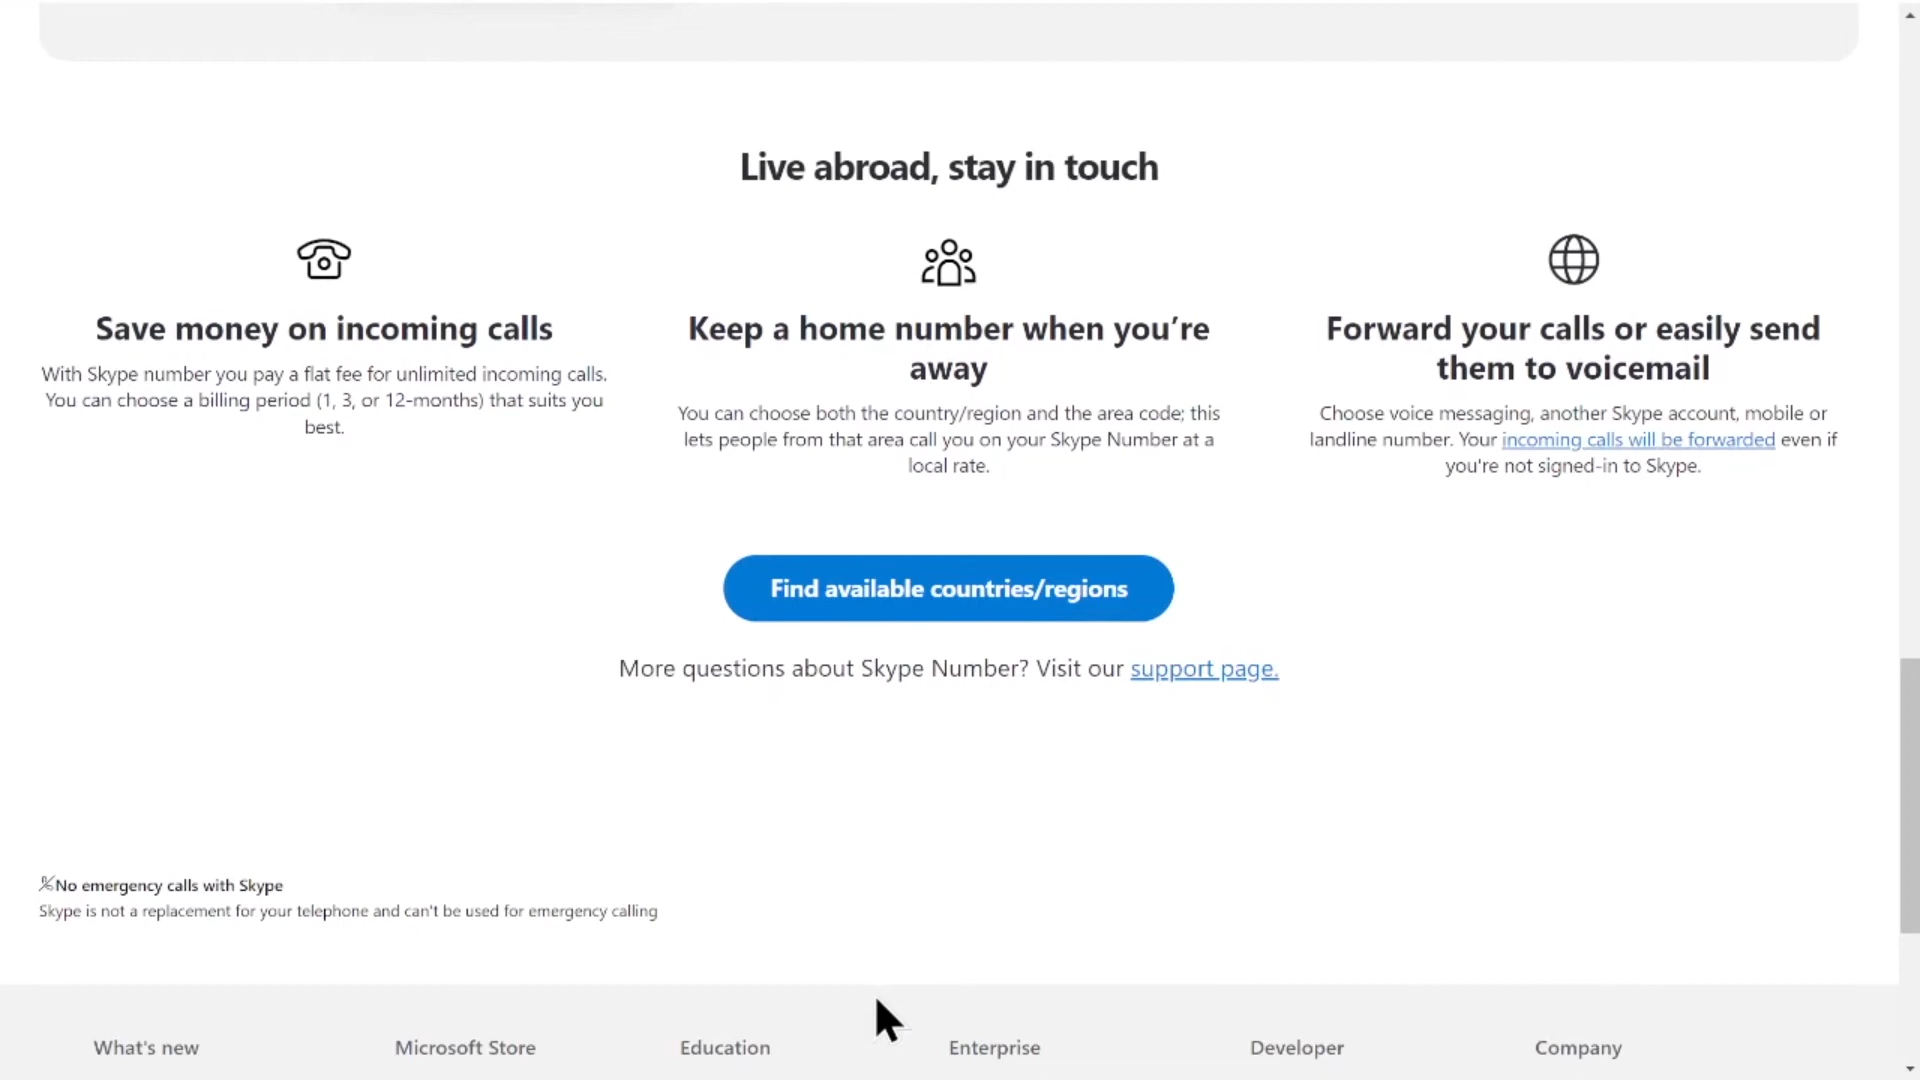 Live abroad, stay in touch
Save money on incoming calls
With Skype number you pay a flat fee for unlimited incoming calls.
You can choose a billing period (1, 3, or 12-months) that suits you
best.
Keep a home number when you’re
away
You can choose both the country/region and the area code; this
lets people from that area call you on your Skype Number at a
local rate.
Forward your calls or easily send
them to voicemail
Choose voice messaging, another Skype account, mobile or
landline number. Your incoming calls will be forwarded even if
you're not signed-in to Skype.
Find available countries/regions
More questions about Skype Number? Visit our support page.
No emergency calls with Skype
Skype is not a replacement for your telephone and can't be used for emergency calling
What's new
Microsoft Store
Education
Enterprise
Developer
Company